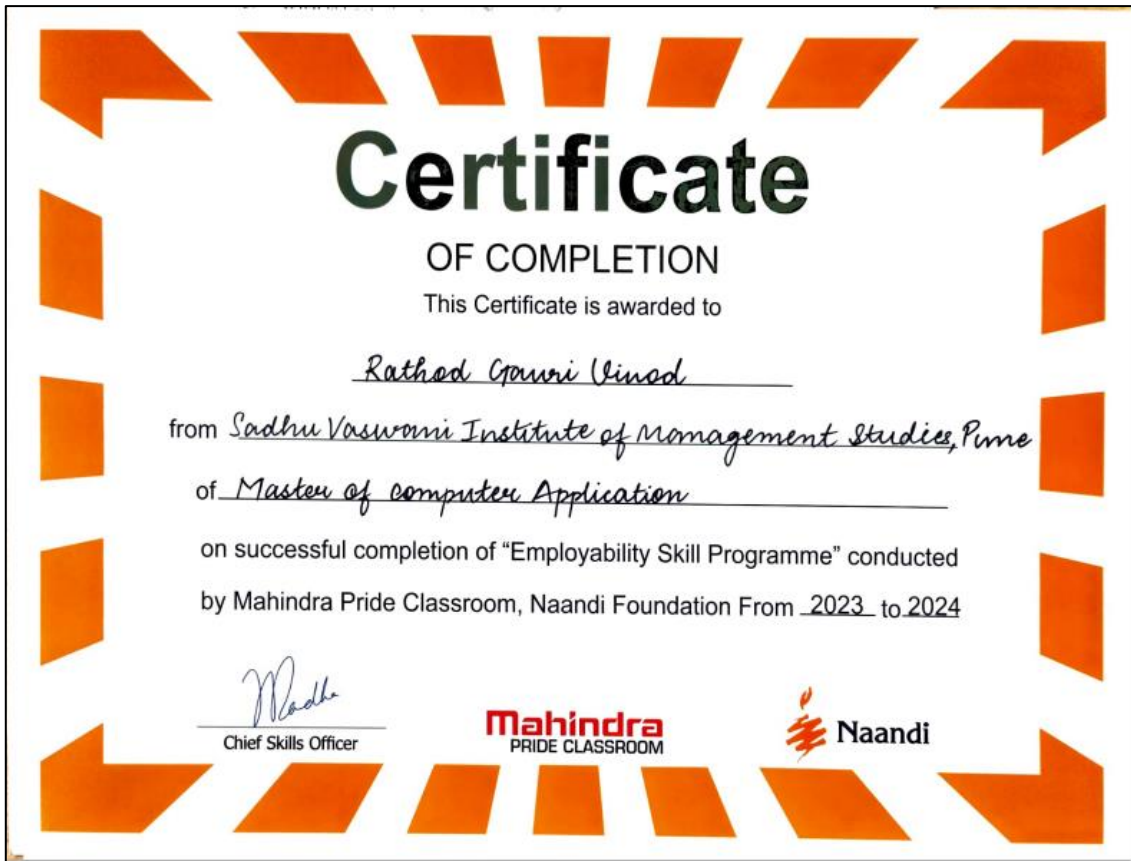 Certificate
OF COMPLETION
This Certificate is awarded to
Rathod Gauri Vinod
from Sadhu Vaswani Institute of Management Studies, Pune
of Master of computer Application
on successful completion of “Employability Skill Programme” conducted
by Mahindra Pride Classroom, Naandi Foundation From 2023 to 2024
Chief Skills Officer
Mahindra
PRIDE CLASSROOM
Naandi